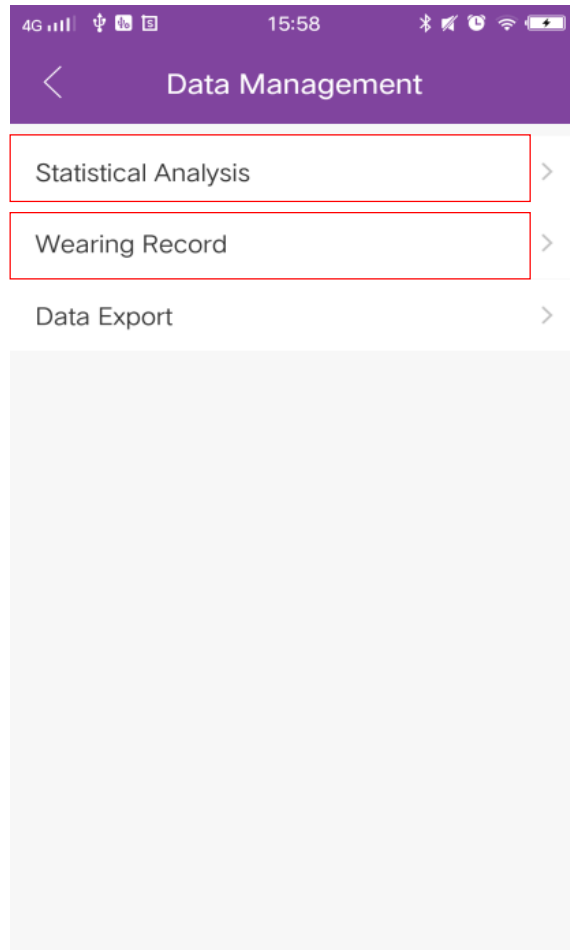 4G 15:58
Data Management
Statistical Analysis
Wearing Record
Data Export